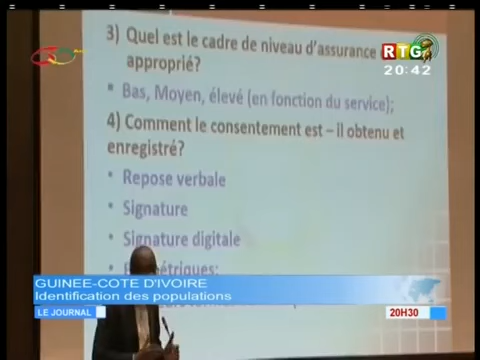 3) Quel est le cadre de niveau d'assurance
approprié?
RTG
20:42
• Bas, Moyen, élevé (en fonction du service);
4) Comment le consentement est – il obtenu et
enregistré?
• Repose verbale
• Signature
• Signature digitale
GUINEE-COTE D'IVOIRE
Identification des populations
LE JOURNAL
20H30